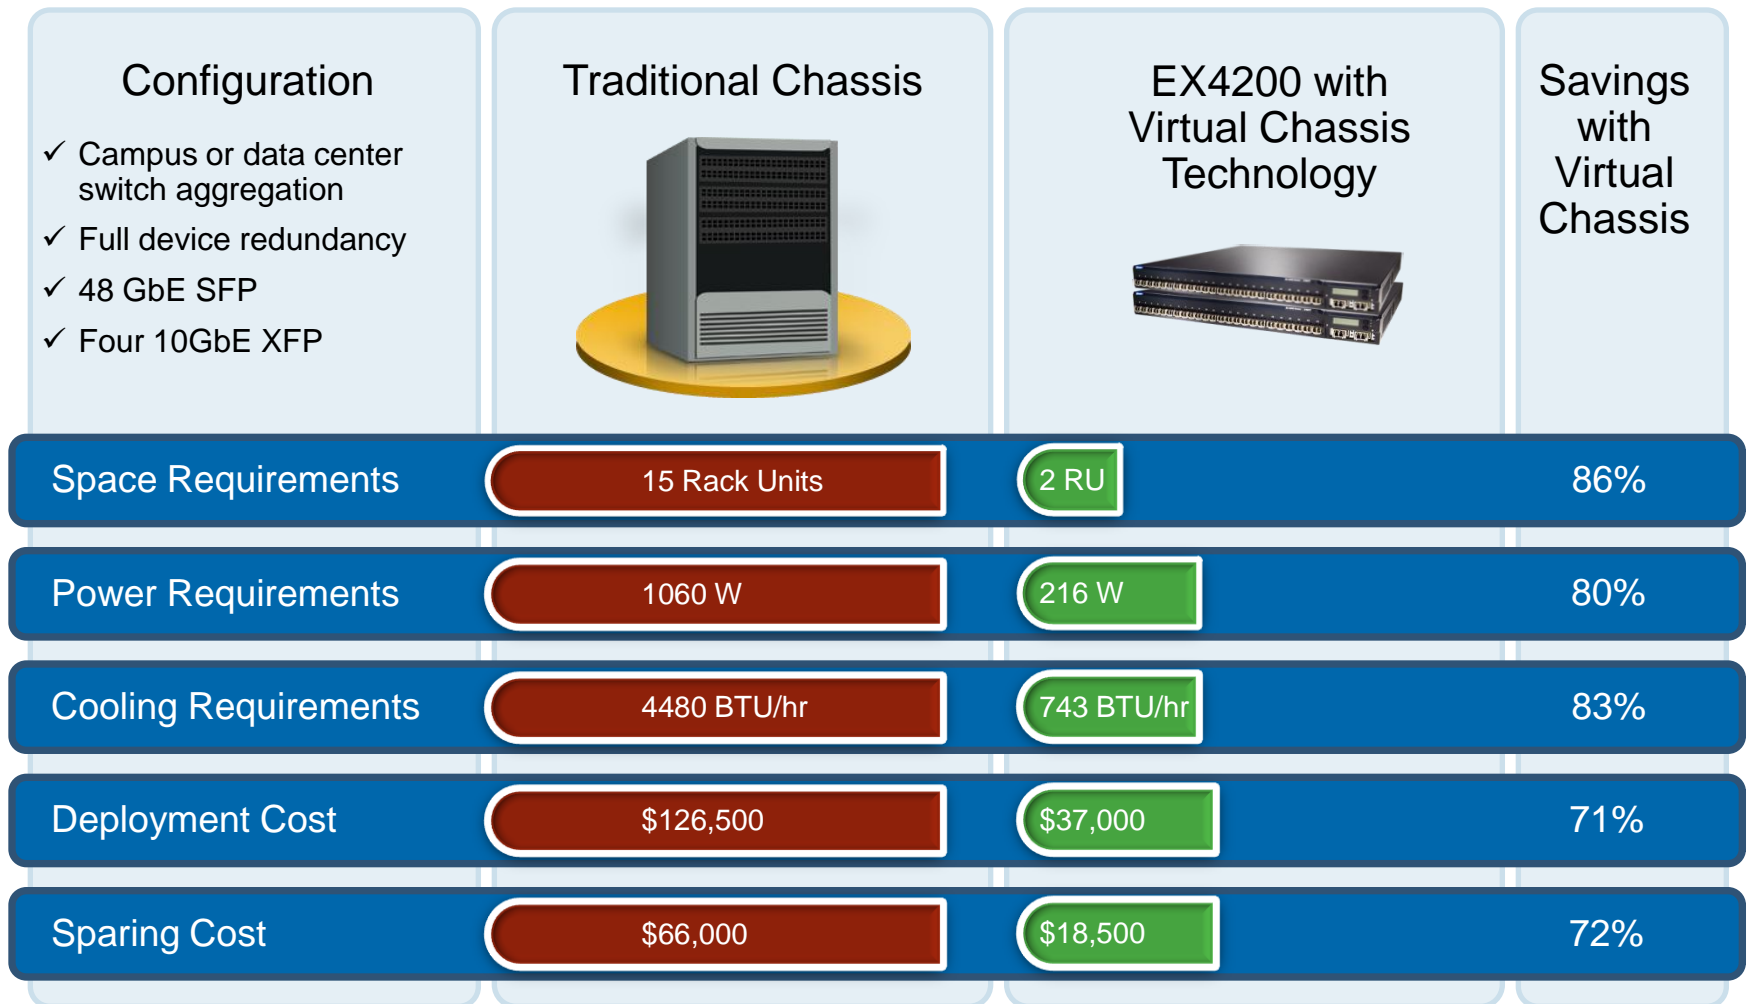 Configuration
✓ Campus or data center
switch aggregation
✓ Full device redundancy
✓ 48 GbE SFP
✓ Four 10GbE XFP
Traditional Chassis
EX4200 with
Virtual Chassis
Technology
Savings
with
Virtual
Chassis
Space Requirements 15 Rack Units 2 RU 86%
Power Requirements 1060 W 216 W 80%
Cooling Requirements 4480 BTU/hr 743 BTU/hr 83%
Deployment Cost $126,500 $37,000 71%
Sparing Cost $66,000 $18,500 72%